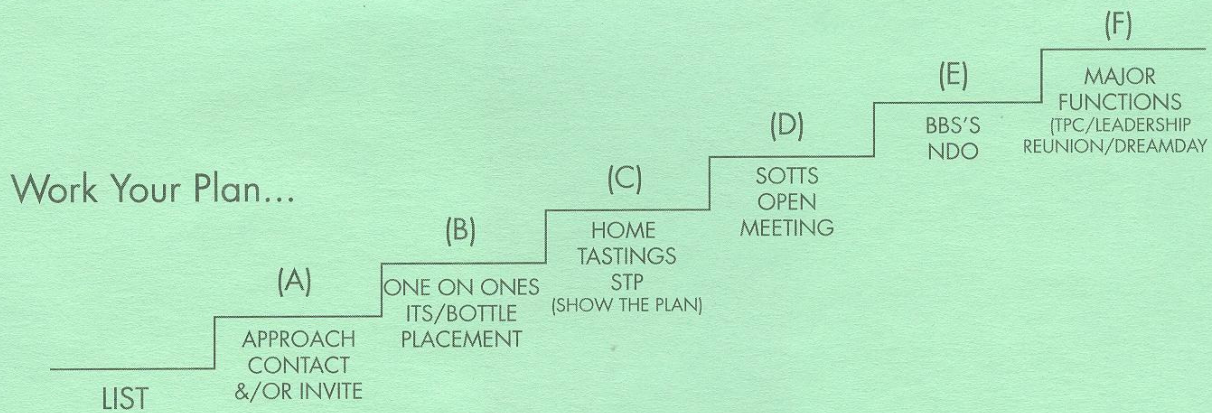 Work Your Plan...
LIST
(A)
APPROACH
CONTACT
&/OR INVITE
(B)
ONE ON ONES
ITS/BOTTLE
PLACEMENT
(C)
HOME
TASTINGS
STP
(SHOW THE PLAN)
(D)
SOTTS
OPEN
MEETING
(E)
BBS'S
NDO
(F)
MAJOR
FUNCTIONS
(TPC/LEADERSHIP
REUNION/DREAMDAY